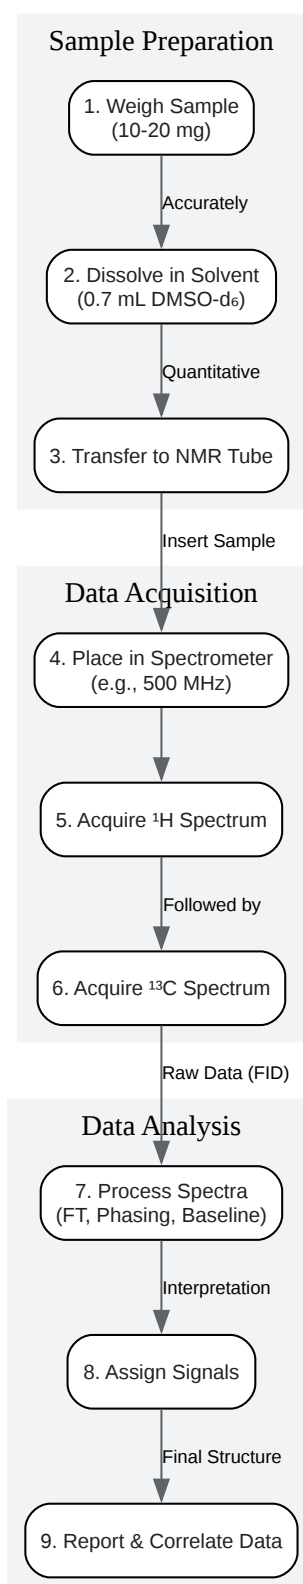 Sample Preparation
1. Weigh Sample
(10-20 mg)
Accurately
2. Dissolve in Solvent
(0.7 mL DMSO-d₆)
Quantitative
3. Transfer to NMR Tube
Insert Sample
Data Acquisition
4. Place in Spectrometer
(e.g., 500 MHz)
5. Acquire ¹H Spectrum
Followed by
6. Acquire ¹³C Spectrum
Raw Data (FID)
Data Analysis
7. Process Spectra
(FT, Phasing, Baseline)
Interpretation
8. Assign Signals
Final Structure
9. Report & Correlate Data